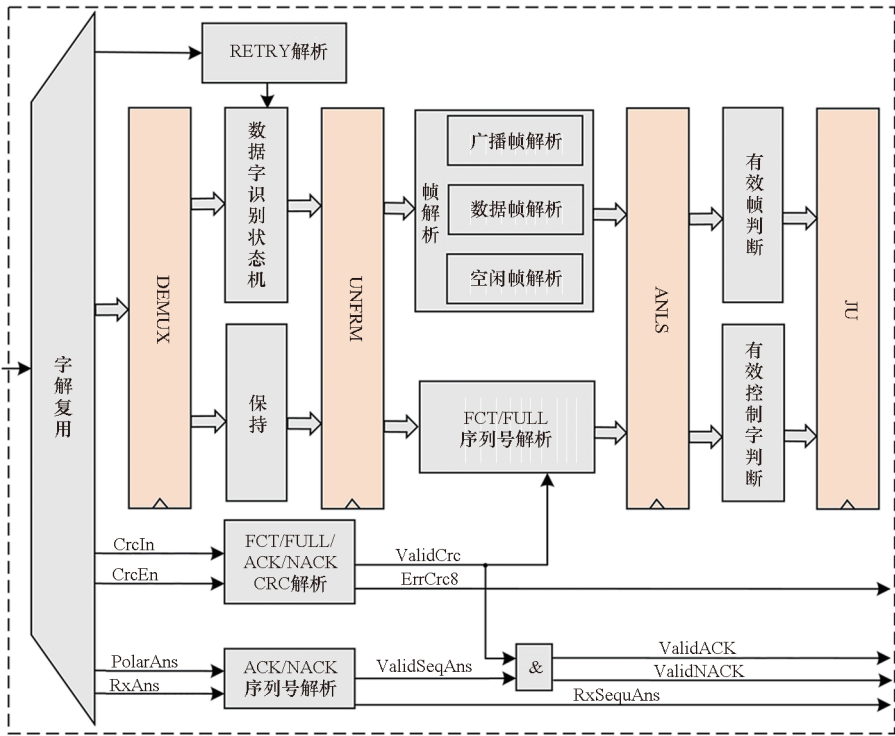 RETRY解析
字解复用
DEMUX
数据字识别状态机
保持
UNFRM
帧解析
广播帧解析
数据帧解析
空闲帧解析
FCT/FULL
序列号解析
ANLS
有效帧判断
有效控制字判断
JU
CrcIn
CrcEn
FCT/FULL/
ACK/NACK
CRC解析
ValidCrc
ErrCrc8
PolarAns
RxAns
ACK/NACK
序列号解析
ValidSeqAns
&
ValidACK
ValidNACK
RxSequAns